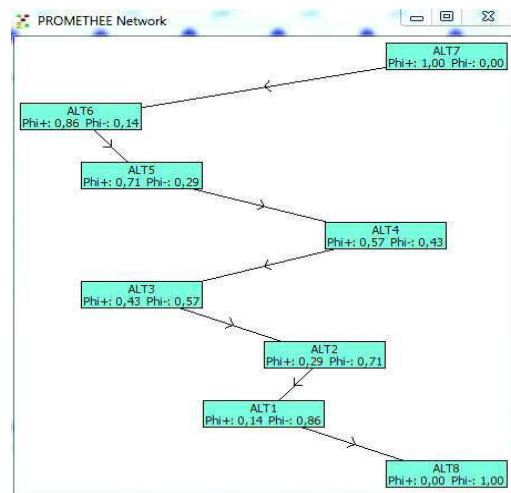 PROMETHEE Network
ALT7
Phi+: 1,00 Phi-: 0,00
ALT6
Phi+: 0,86 Phi-: 0,14
ALT5
Phi+: 0,71 Phi-: 0,29
ALT4
Phi+: 0,57 Phi-: 0,43
ALT3
Phi+: 0,43 Phi-: 0,57
ALT2
Phi+: 0,29 Phi-: 0,71
ALT1
Phi+: 0,14 Phi-: 0,86
ALT8
Phi+: 0,00 Phi-: 1,00